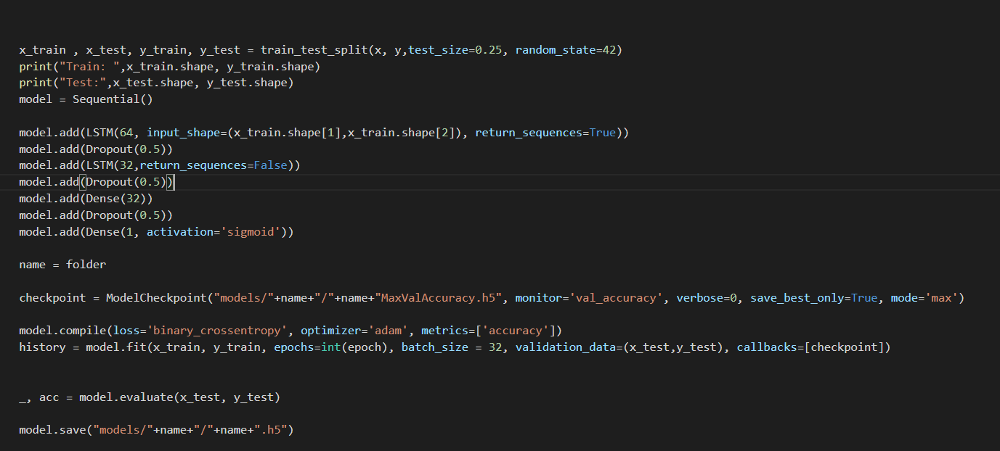 x_train , x_test, y_train, y_test = train_test_split(x, y,test_size=0.25, random_state=42)
print("Train: ",x_train.shape, y_train.shape)
print("Test:",x_test.shape, y_test.shape)
model = Sequential()
model.add(LSTM(64, input_shape=(x_train.shape[1],x_train.shape[2]), return_sequences=True))
model.add(Dropout(0.5))
model.add(LSTM(32,return_sequences=False))
model.add(Dropout(0.5))
model.add(Dense(32))
model.add(Dropout(0.5))
model.add(Dense(1, activation='sigmoid'))
name = folder
checkpoint = ModelCheckpoint("models/"+name+"/"+name+"MaxValAccuracy.h5", monitor='val_accuracy', verbose=0, save_best_only=True, mode='max')
model.compile(loss='binary_crossentropy', optimizer='adam', metrics=['accuracy'])
history = model.fit(x_train, y_train, epochs=int(epoch), batch_size = 32, validation_data=(x_test,y_test), callbacks=[checkpoint])
_, acc = model.evaluate(x_test, y_test)
model.save("models/"+name+"/"+name+".h5")